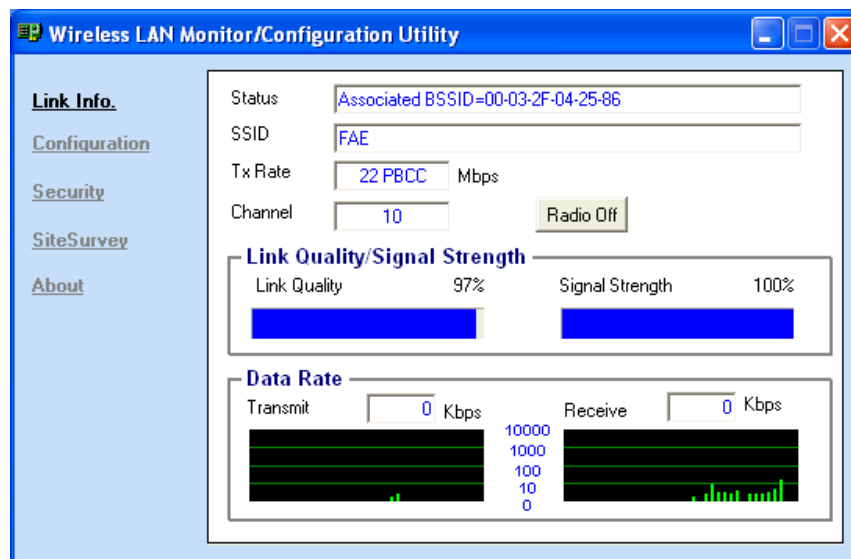 Wireless LAN Monitor/Configuration Utility
Link Info.
Configuration
Security
SiteSurvey
About
Status Associated BSSID=00-03-2F-04-25-86
SSID FAE
Tx Rate 22 PBCC Mbps
Channel 10 Radio Off
Link Quality/Signal Strength
Link Quality 97% Signal Strength 100%
Data Rate
Transmit 0 Kbps Receive 0 Kbps
10000
1000
100
10
0